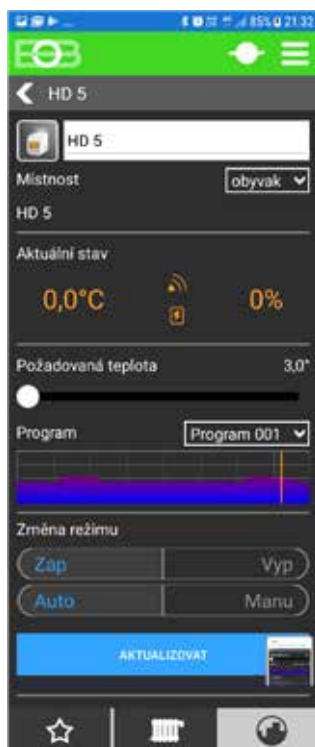 85% 21:32
EOB
HD 5
HD 5
Místnost obyvak
HD 5
Aktuální stav
0,0°C 0%
Požadovaná teplota 3,0°
Program Program 001
Změna režimu
Zap Vyp
Auto Manu
AKTUALIZOVAT